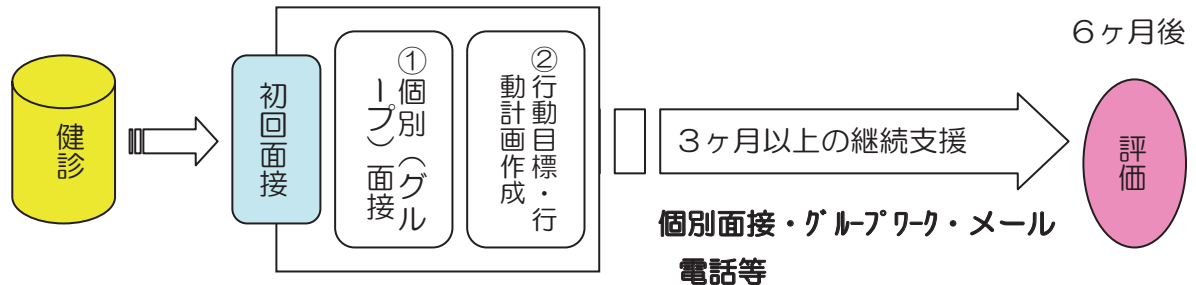 健診
初回面接
①個別（グル
ープ）面接
②行動目標・行
動計画作成
３ヶ月以上の継続支援
個別面接・ｸﾞﾙｰﾌﾟﾜｰｸ・メール
電話等
６ヶ月後
評価